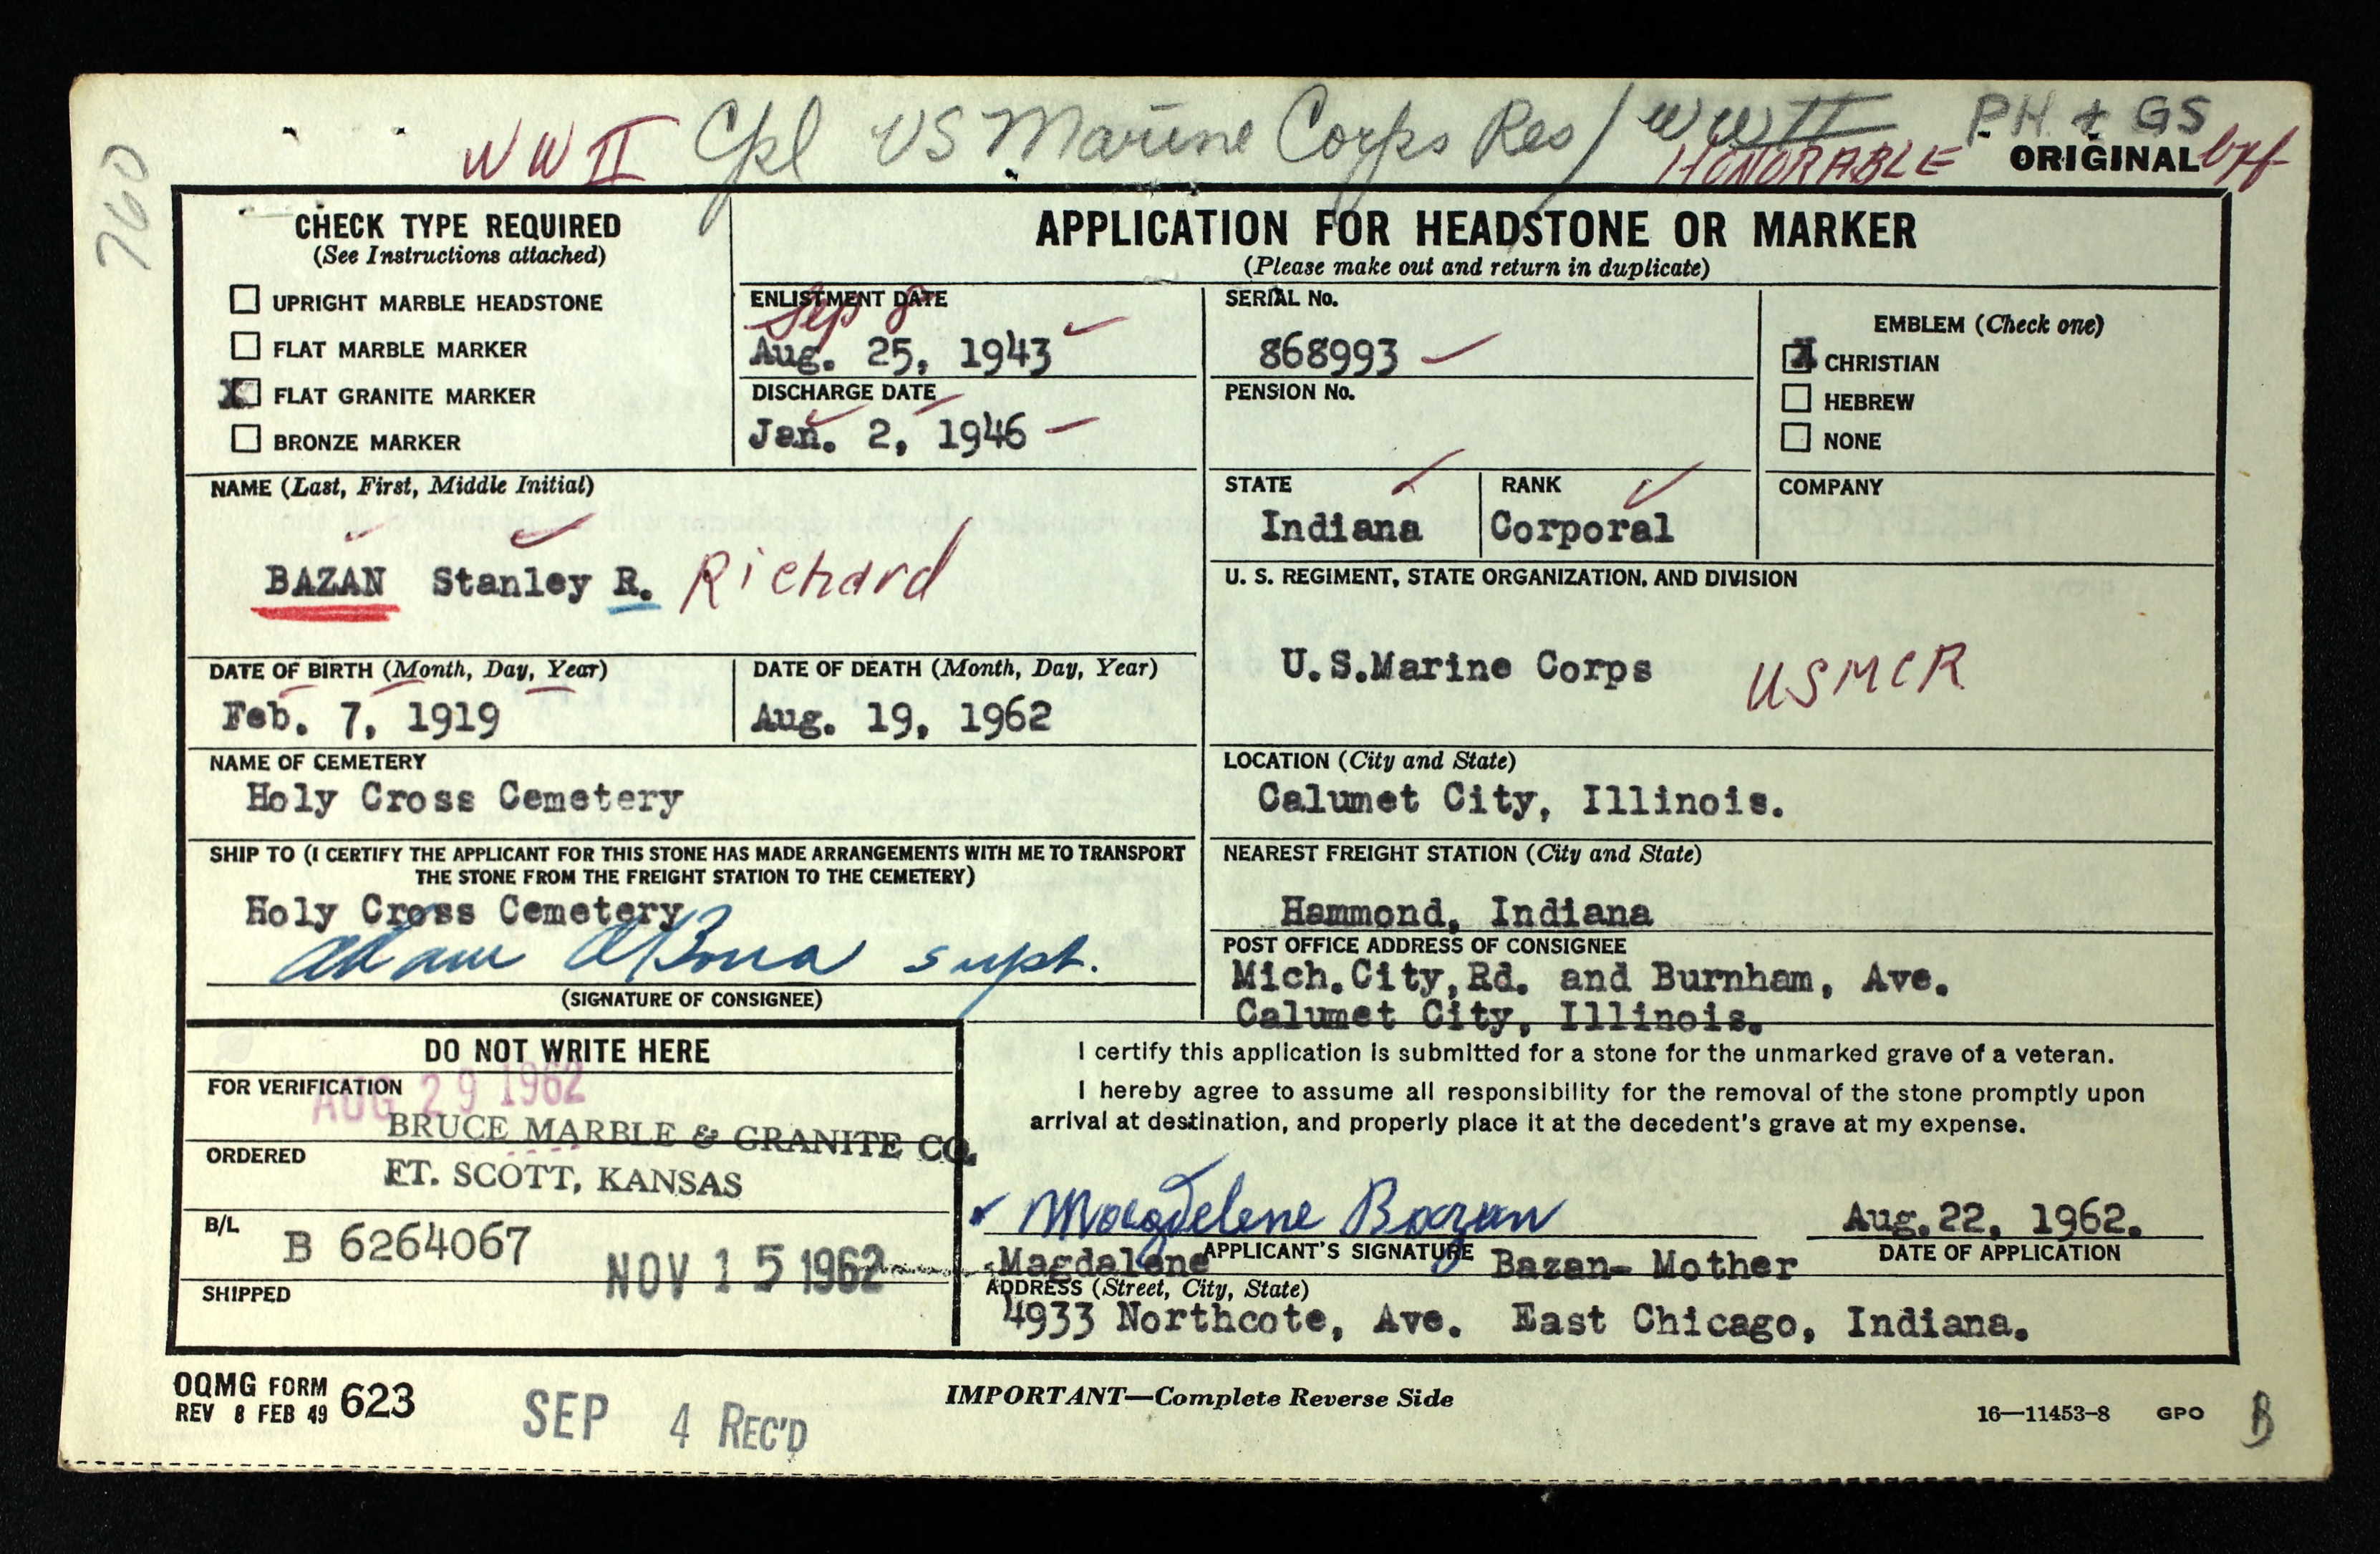 760
WW II Cpl US Marine Corps Res / WWII PH & GS
HONORABLE ORIGINAL
CHECK TYPE REQUIRED
(See Instructions attached)
UPRIGHT MARBLE HEADSTONE
FLAT MARBLE MARKER
X FLAT GRANITE MARKER
BRONZE MARKER
APPLICATION FOR HEADSTONE OR MARKER
(Please make out and return in duplicate)
ENLISTMENT DATE
Sep 8
Aug. 25, 1943
DISCHARGE DATE
Jan. 2, 1946
SERIAL No.
868993
PENSION No.
EMBLEM (Check one)
X CHRISTIAN
HEBREW
NONE
NAME (Last, First, Middle Initial)
BAZAN Stanley R. Richard
STATE
Indiana
RANK
Corporal
COMPANY
U. S. REGIMENT, STATE ORGANIZATION, AND DIVISION
U.S.Marine Corps USMCR
DATE OF BIRTH (Month, Day, Year)
Feb. 7, 1919
DATE OF DEATH (Month, Day, Year)
Aug. 19, 1962
NAME OF CEMETERY
Holy Cross Cemetery
LOCATION (City and State)
Calumet City, Illinois.
SHIP TO (I CERTIFY THE APPLICANT FOR THIS STONE HAS MADE ARRANGEMENTS WITH ME TO TRANSPORT
THE STONE FROM THE FREIGHT STATION TO THE CEMETERY)
Holy Cross Cemetery
Adam supt.
(SIGNATURE OF CONSIGNEE)
NEAREST FREIGHT STATION (City and State)
Hammond, Indiana
POST OFFICE ADDRESS OF CONSIGNEE
Mich.City,Rd. and Burnham, Ave.
Calumet City, Illinois.
DO NOT WRITE HERE
FOR VERIFICATION
AUG 29 1962
BRUCE MARBLE & GRANITE CO.
ORDERED
FT. SCOTT, KANSAS
B/L
B 6264067
NOV 15 1962
SHIPPED
I certify this application is submitted for a stone for the unmarked grave of a veteran.
I hereby agree to assume all responsibility for the removal of the stone promptly upon
arrival at destination, and properly place it at the decedent's grave at my expense.
Magdelene Bazan
Aug.22, 1962.
APPLICANT'S SIGNATURE
DATE OF APPLICATION
Magdalene Bazan- Mother
ADDRESS (Street, City, State)
4933 Northcote, Ave. East Chicago, Indiana.
OQMG FORM 623
REV 8 FEB 49
SEP 4 REC'D
IMPORTANT—Complete Reverse Side
16—11453-8 GPO
B